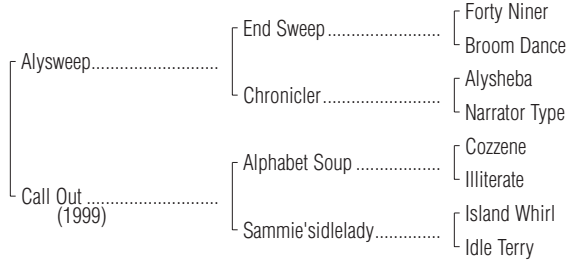 Forty Niner
End Sweep
Broom Dance
Alysweep
Alysheba
Chronicler
Narrator Type
Cozzene
Alphabet Soup
Illiterate
Call Out
(1999)
Island Whirl
Sammie'sidlelady
Idle Terry